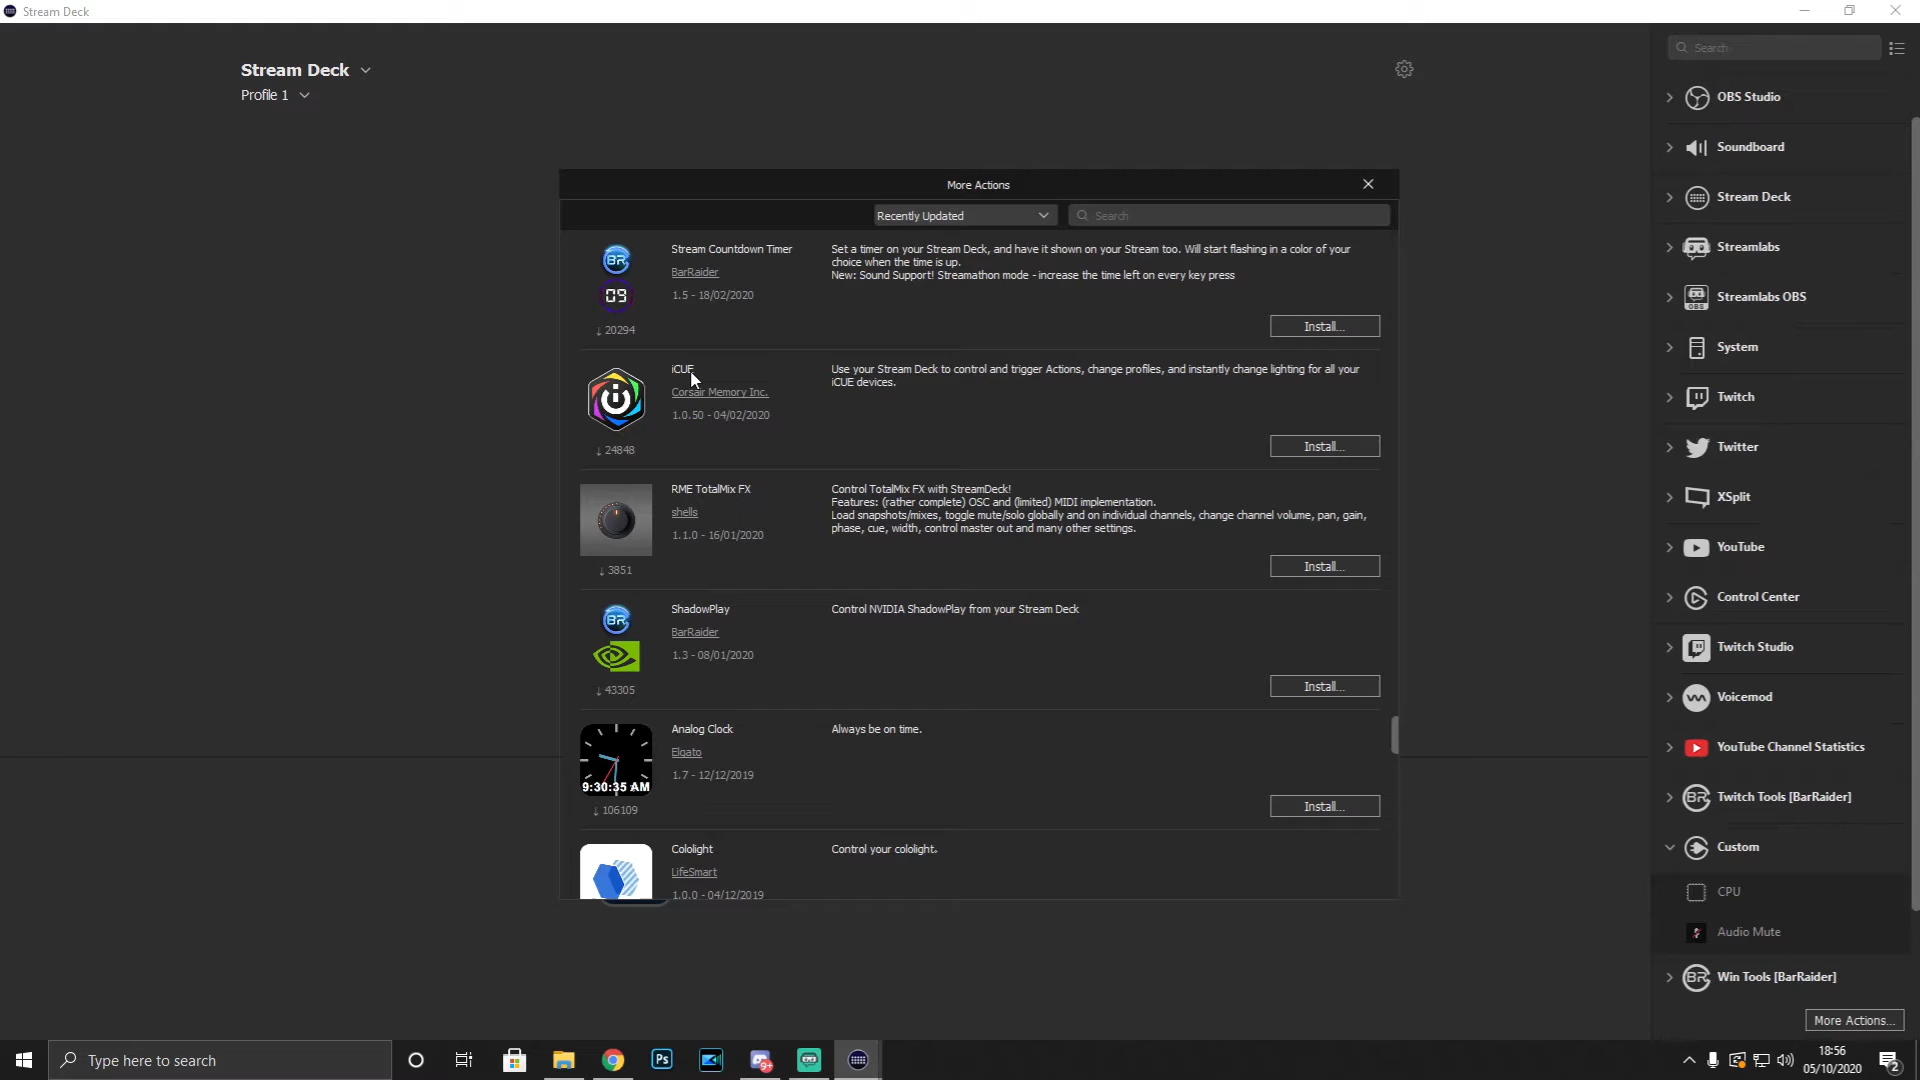 Stream Deck
Stream Deck
Profile 1
Search
OBS Studio
Soundboard
Stream Deck
Streamlabs
Streamlabs OBS
OBS
System
Twitch
Twitter
XSplit
YouTube
Control Center
Twitch Studio
Voicemod
YouTube Channel Statistics
BR Twitch Tools [BarRaider]
Custom
CPU
Audio Mute
BR Win Tools [BarRaider]
More Actions...
More Actions
Recently Updated
Search
BR
09
Stream Countdown Timer
BarRaider
1.5 - 18/02/2020
↓ 20294
Set a timer on your Stream Deck, and have it shown on your Stream too. Will start flashing in a color of your
choice when the time is up.
New: Sound Support! Streamathon mode - increase the time left on every key press
Install...
iCUE
Corsair Memory Inc.
1.0.50 - 04/02/2020
↓ 24848
Use your Stream Deck to control and trigger Actions, change profiles, and instantly change lighting for all your
iCUE devices.
Install...
RME TotalMix FX
shells
1.1.0 - 16/01/2020
↓ 3851
Control TotalMix FX with StreamDeck!
Features: (rather complete) OSC and (limited) MIDI implementation.
Load snapshots/mixes, toggle mute/solo globally and on individual channels, change channel volume, pan, gain,
phase, cue, width, control master out and many other settings.
Install...
BR
ShadowPlay
BarRaider
1.3 - 08/01/2020
↓ 43305
Control NVIDIA ShadowPlay from your Stream Deck
Install...
9:30:35 AM
Analog Clock
Elgato
1.7 - 12/12/2019
↓ 106109
Always be on time.
Install...
Cololight
LifeSmart
1.0.0 - 04/12/2019
Control your cololight.
Type here to search
Ps
9+
18:56
05/10/2020
2